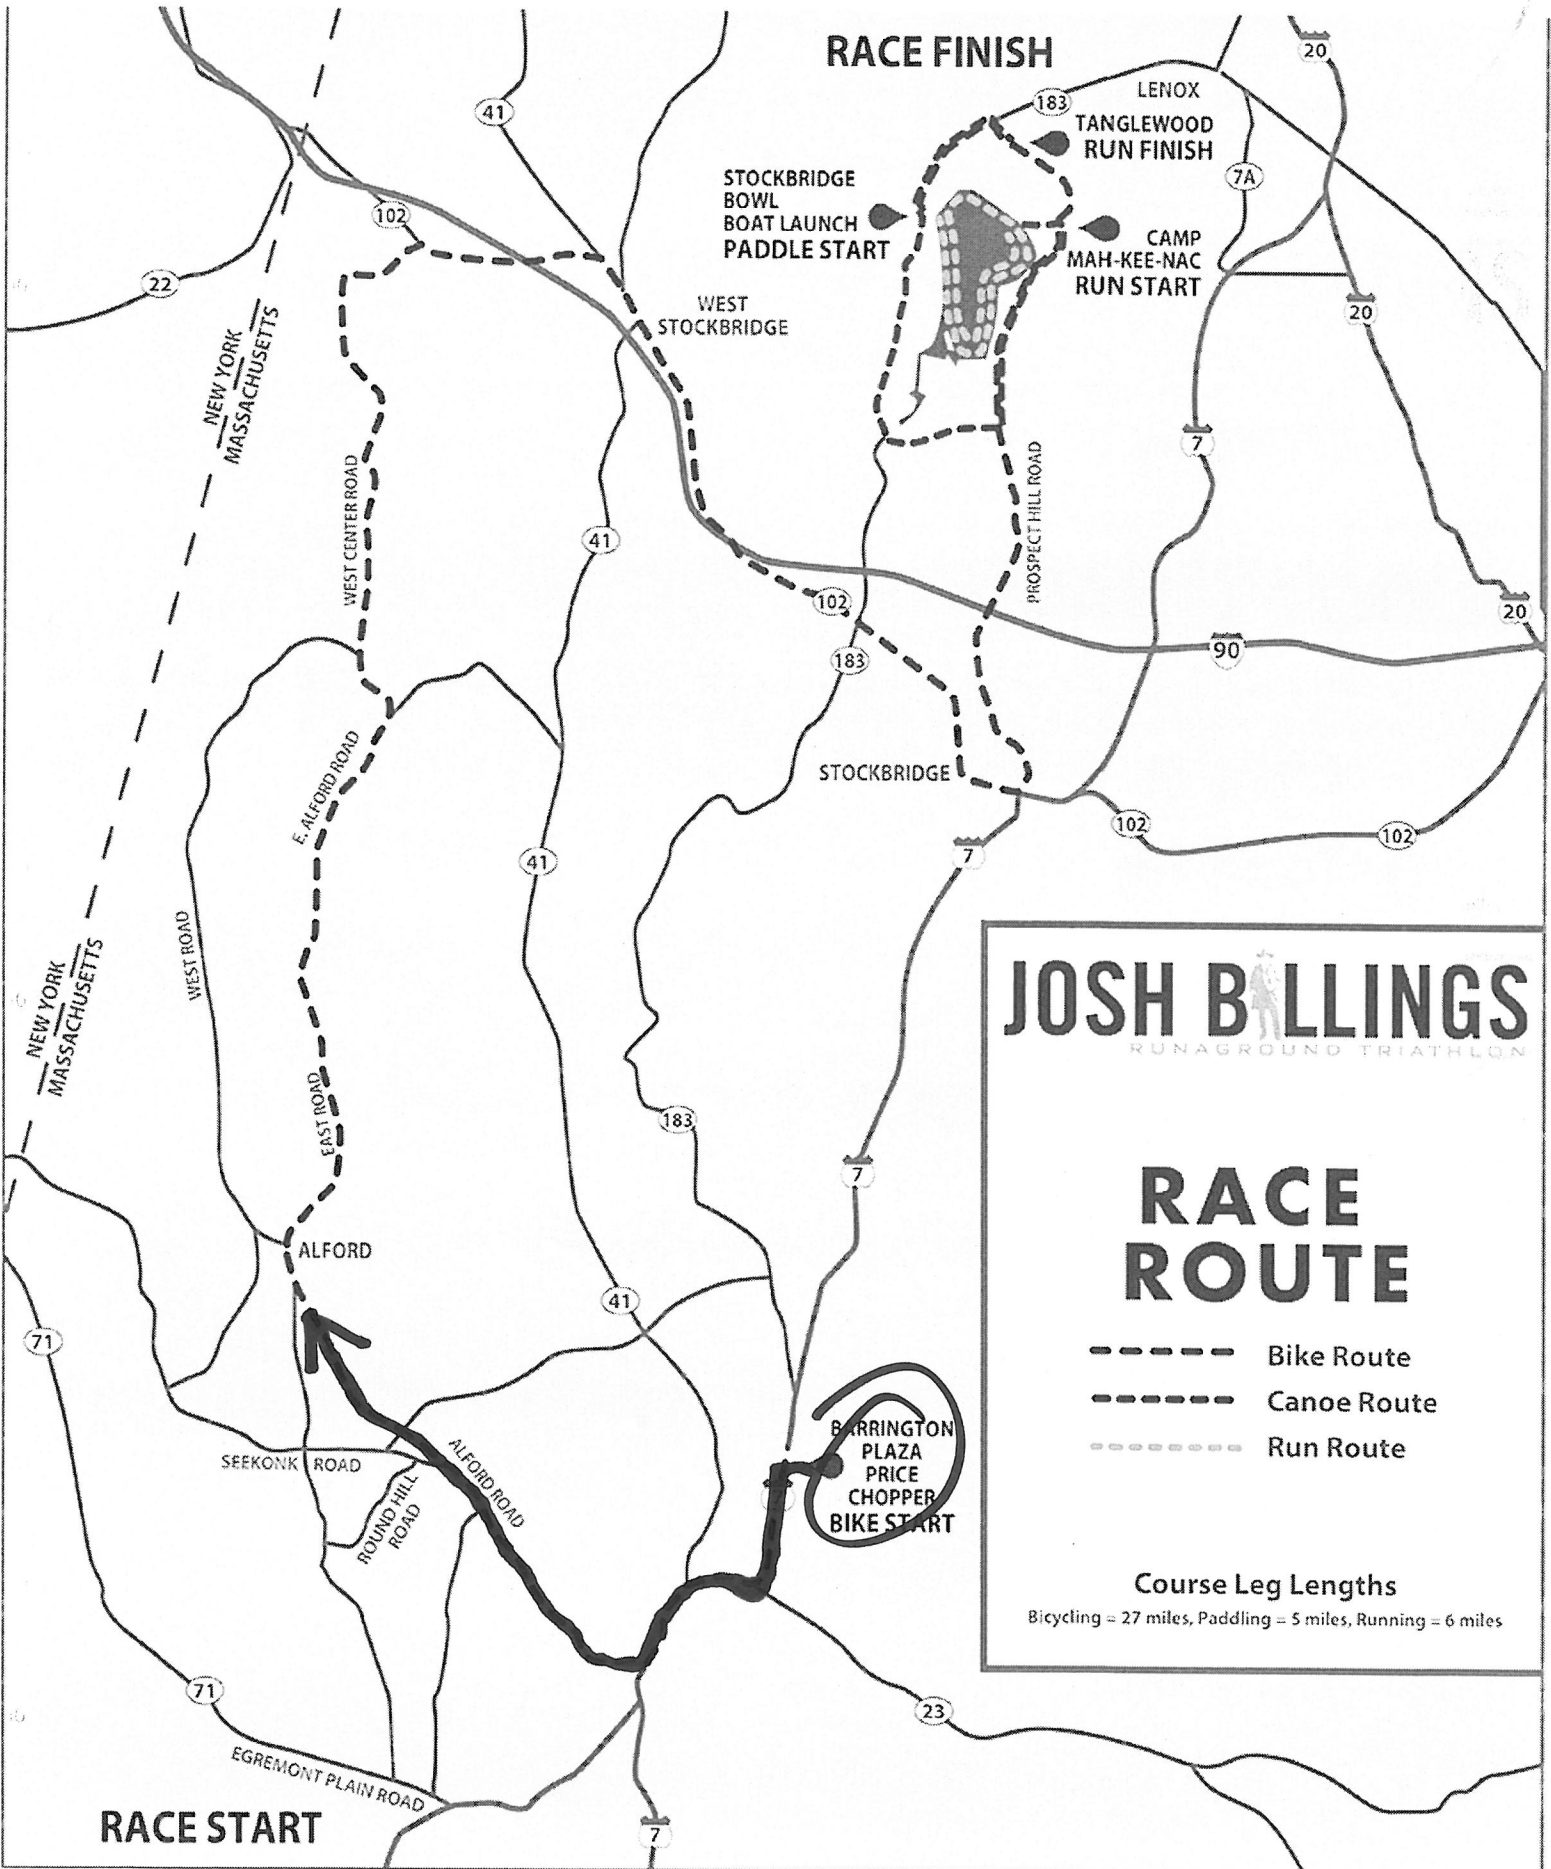 RACE FINISH
20
41
183
LENOX
TANGLEWOOD
RUN FINISH
7A
STOCKBRIDGE
BOWL
BOAT LAUNCH
PADDLE START
102
CAMP
MAH-KEE-NAC
RUN START
22
WEST
STOCKBRIDGE
20
NEW YORK
MASSACHUSETTS
7
WEST CENTER ROAD
PROSPECT HILL ROAD
41
102
20
183
90
E. ALFORD ROAD
STOCKBRIDGE
102
102
41
7
WEST ROAD
NEW YORK
MASSACHUSETTS
JOSH BILLINGS
RUNAGROUND TRIATHLON
EAST ROAD
183
7
RACE
ROUTE
ALFORD
41
71
Bike Route
Canoe Route
Run Route
BARRINGTON
PLAZA
PRICE
CHOPPER
BIKE START
SEEKONK ROAD
ALFORD ROAD
ROUND HILL
ROAD
7
Course Leg Lengths
Bicycling = 27 miles, Paddling = 5 miles, Running = 6 miles
71
23
EGREMONT PLAIN ROAD
RACE START
7